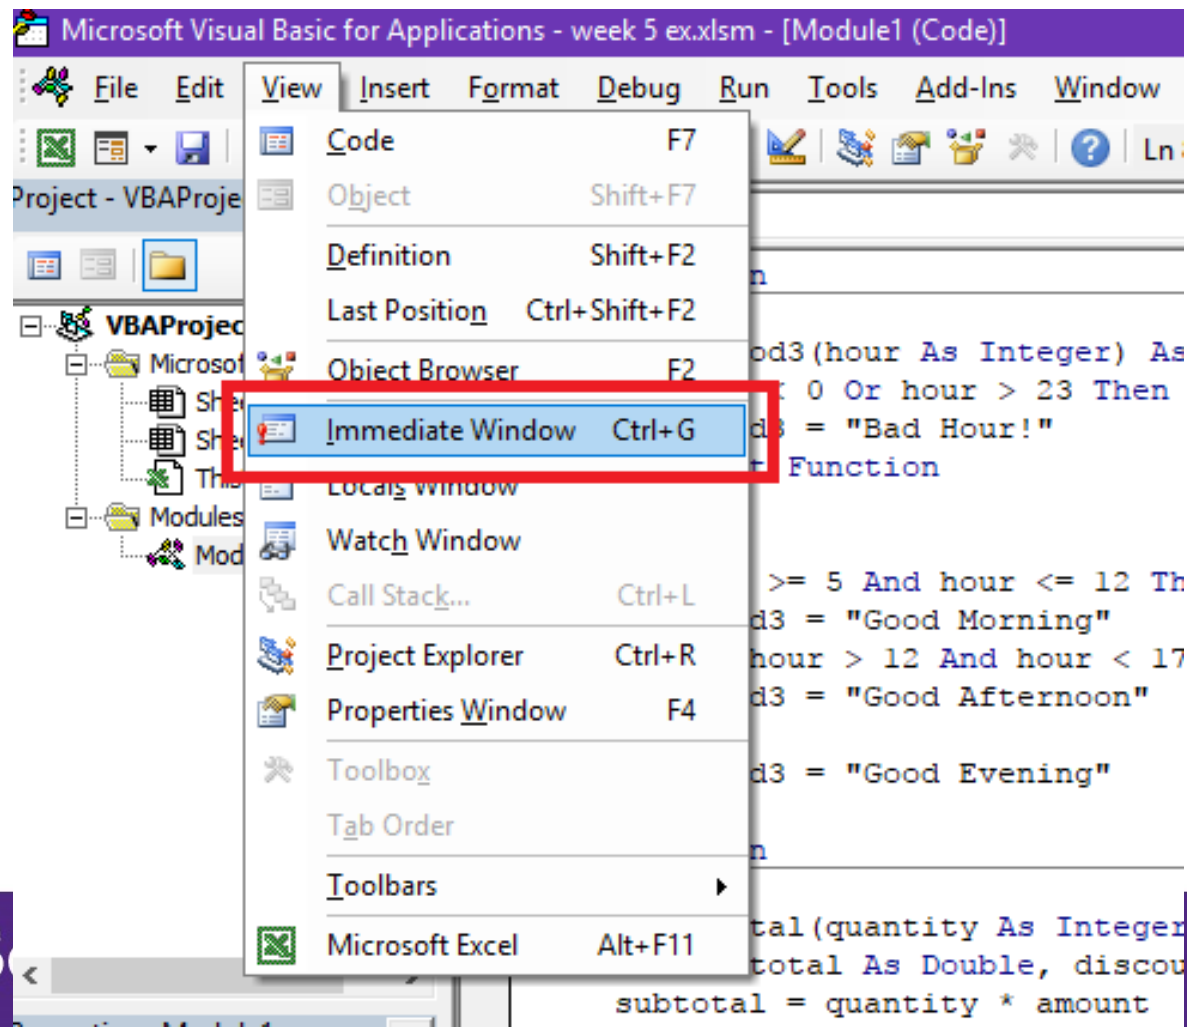 Microsoft Visual Basic for Applications - week 5 ex.xlsm - [Module1 (Code)]
File Edit View Insert Format Debug Run Tools Add-Ins Window
Ln
Project - VBAProje
VBAProjec
Microsof
Modules
Mod
Code F7
Object Shift+F7
Definition Shift+F2
Last Position Ctrl+Shift+F2
Object Browser F2
Immediate Window Ctrl+G
Locals Window
Watch Window
Call Stack... Ctrl+L
Project Explorer Ctrl+R
Properties Window F4
Toolbox
Tab Order
Toolbars
Microsoft Excel Alt+F11
n
od3(hour As Integer) As
0 Or hour > 23 Then
d3 = "Bad Hour!"
t Function
>= 5 And hour <= 12 Th
d3 = "Good Morning"
hour > 12 And hour < 17
d3 = "Good Afternoon"
d3 = "Good Evening"
n
tal(quantity As Integer
total As Double, discou
subtotal = quantity * amount